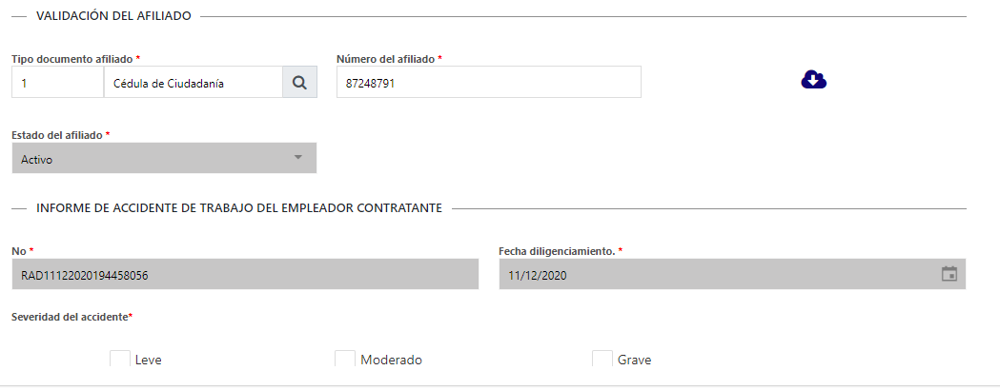 VALIDACIÓN DEL AFILIADO
Tipo documento afiliado * Número del afiliado *
1 Cédula de Ciudadanía 87248791
Estado del afiliado *
Activo
INFORME DE ACCIDENTE DE TRABAJO DEL EMPLEADOR CONTRATANTE
No * Fecha diligenciamiento. *
RAD11122020194458056 11/12/2020
Severidad del accidente*
Leve Moderado Grave